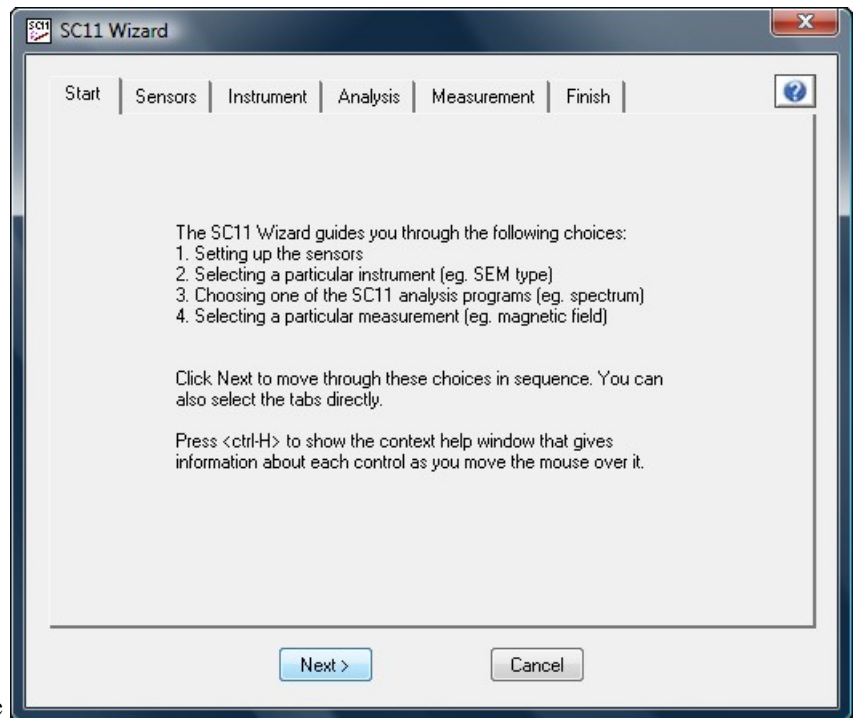 SC11 Wizard
Start Sensors Instrument Analysis Measurement Finish
The SC11 Wizard guides you through the following choices:
1. Setting up the sensors
2. Selecting a particular instrument (eg. SEM type)
3. Choosing one of the SC11 analysis programs (eg. spectrum)
4. Selecting a particular measurement (eg. magnetic field)
Click Next to move through these choices in sequence. You can
also select the tabs directly.
Press <ctrl-H> to show the context help window that gives
information about each control as you move the mouse over it.
Next > Cancel